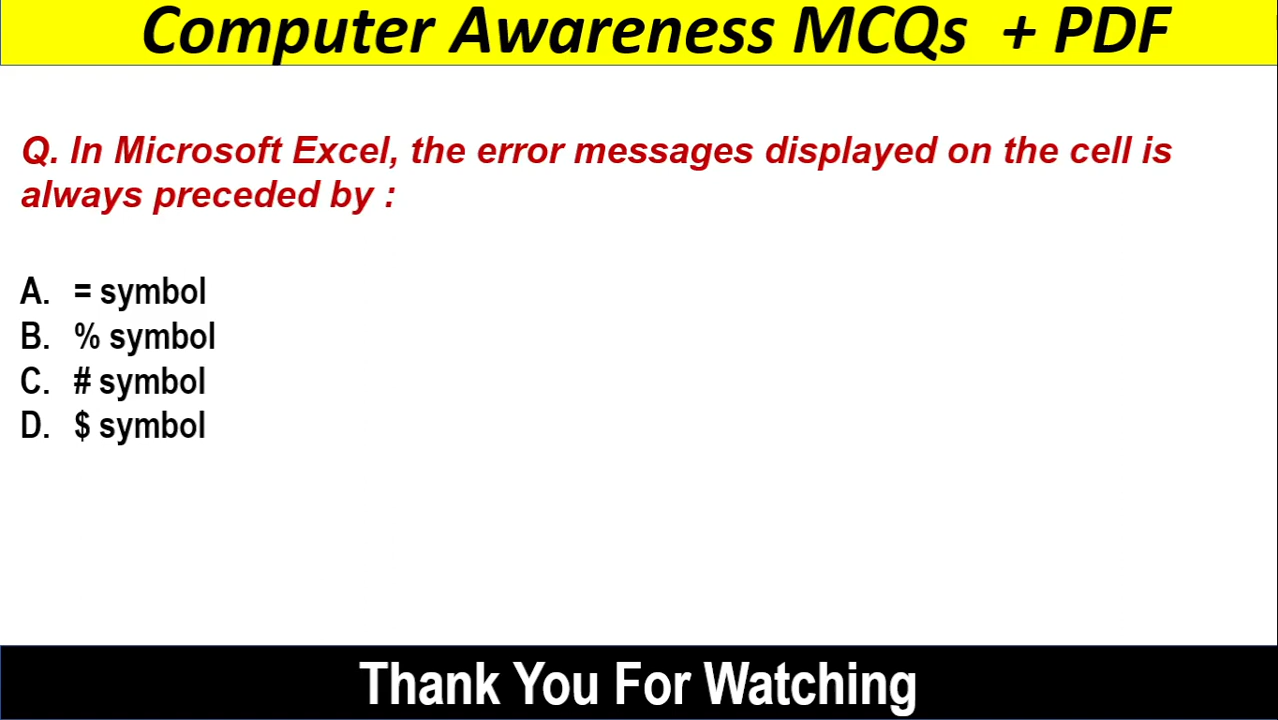 Computer Awareness MCQs + PDF
Q. In Microsoft Excel, the error messages displayed on the cell is
always preceded by :
A. = symbol
B. % symbol
C. # symbol
D. $ symbol
Thank You For Watching